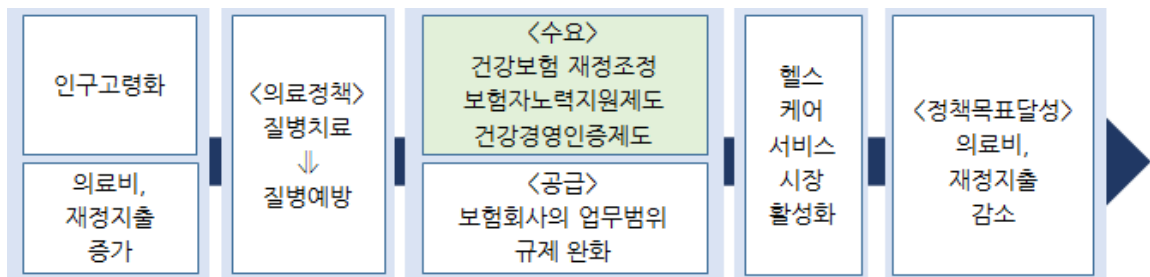 인구고령화
의료비,
재정지출
증가
<의료정책>
질병치료
⇓
질병예방
<수요>
건강보험 재정조정
보험자노력지원제도
건강경영인증제도
<공급>
보험회사의 업무범위
규제 완화
헬스
케어
서비스
시장
활성화
<정책목표달성>
의료비,
재정지출
감소